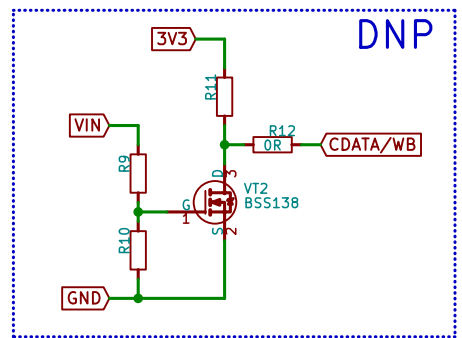 DNP
3V3
R11
VIN
R12
0R
CDATA/WB
R9
D
3
VT2
BSS138
G
1
R10
S
2
GND